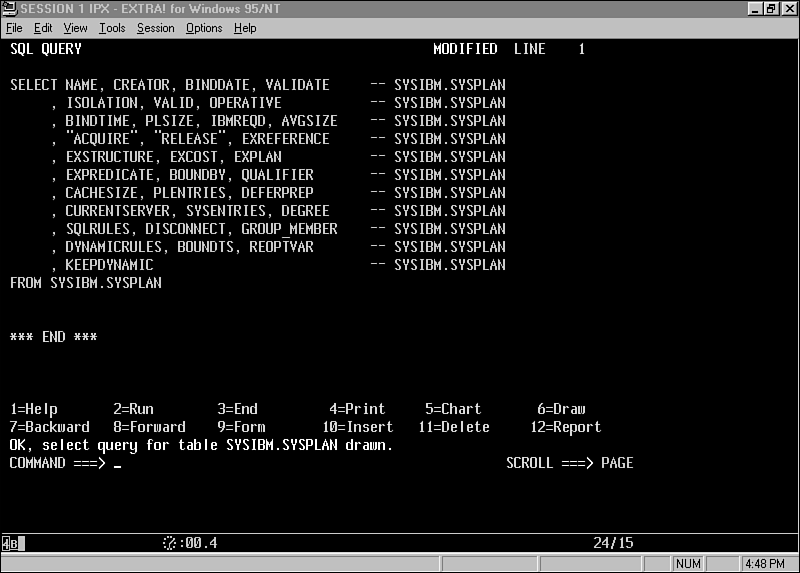 SESSION 1 IPX - EXTRA! for Windows 95/NT
File Edit View Tools Session Options Help
SQL QUERY MODIFIED LINE 1
SELECT NAME, CREATOR, BINDDATE, VALIDATE -- SYSIBM.SYSPLAN
, ISOLATION, VALID, OPERATIVE -- SYSIBM.SYSPLAN
, BINDTIME, PLSIZE, IBMREQD, AVGSIZE -- SYSIBM.SYSPLAN
, "ACQUIRE", "RELEASE", EXREFERENCE -- SYSIBM.SYSPLAN
, EXSTRUCTURE, EXCOST, EXPLAN -- SYSIBM.SYSPLAN
, EXPREDICATE, BOUNDBY, QUALIFIER -- SYSIBM.SYSPLAN
, CACHESIZE, PLENTRIES, DEFERPREP -- SYSIBM.SYSPLAN
, CURRENTSERVER, SYSENTRIES, DEGREE -- SYSIBM.SYSPLAN
, SQLRULES, DISCONNECT, GROUP_MEMBER -- SYSIBM.SYSPLAN
, DYNAMICRULES, BOUNDTS, REOPTVAR -- SYSIBM.SYSPLAN
, KEEPDYNAMIC -- SYSIBM.SYSPLAN
FROM SYSIBM.SYSPLAN
*** END ***
1=Help 2=Run 3=End 4=Print 5=Chart 6=Draw
7=Backward 8=Forward 9=Form 10=Insert 11=Delete 12=Report
OK, select query for table SYSIBM.SYSPLAN drawn.
COMMAND ===> _ SCROLL ===> PAGE
4B :00.4 24/15
NUM 4:48 PM